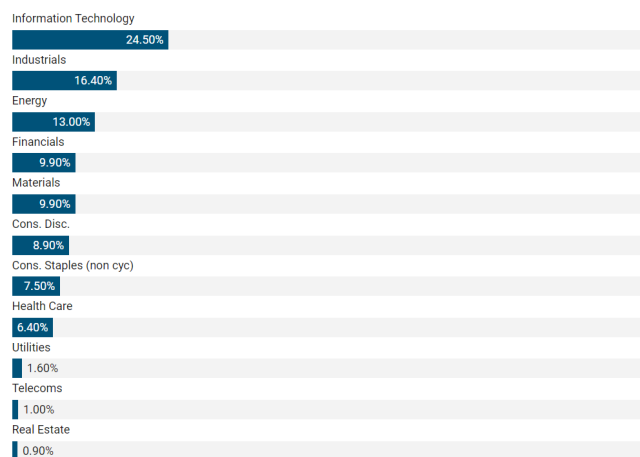 Information Technology
24.50%
Industrials
16.40%
Energy
13.00%
Financials
9.90%
Materials
9.90%
Cons. Disc.
8.90%
Cons. Staples (non cyc)
7.50%
Health Care
6.40%
Utilities
1.60%
Telecoms
1.00%
Real Estate
0.90%